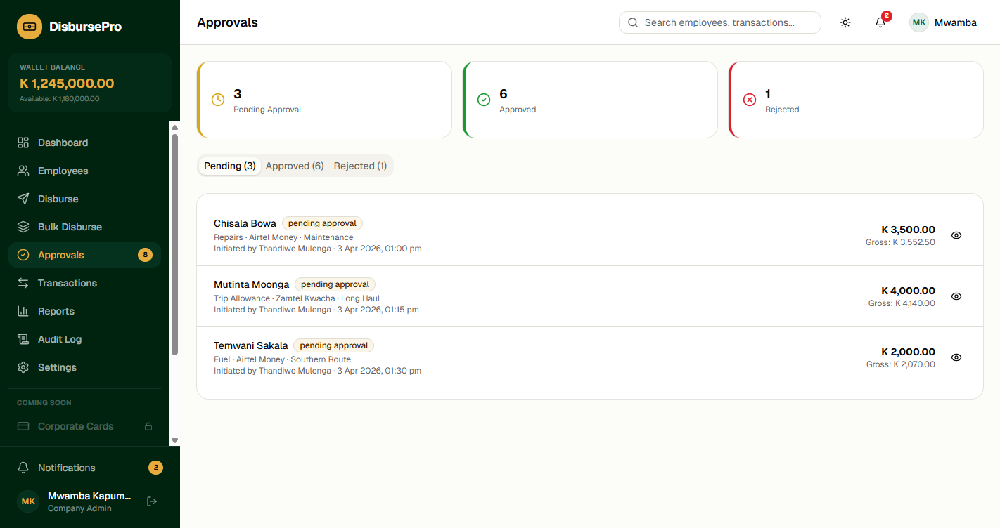 DisbursePro
WALLET BALANCE
K 1,245,000.00
Available: K 1,180,000.00
Dashboard
Employees
Disburse
Bulk Disburse
Approvals 8
Transactions
Reports
Audit Log
Settings
COMING SOON
Corporate Cards
Notifications 2
MK Mwamba Kapum...
Company Admin
Approvals
Search employees, transactions...
2
MK Mwamba
3
Pending Approval
6
Approved
1
Rejected
Pending (3) Approved (6) Rejected (1)
Chisala Bowa pending approval
Repairs · Airtel Money · Maintenance
Initiated by Thandiwe Mulenga · 3 Apr 2026, 01:00 pm
K 3,500.00
Gross: K 3,552.50
Mutinta Moonga pending approval
Trip Allowance · Zamtel Kwacha · Long Haul
Initiated by Thandiwe Mulenga · 3 Apr 2026, 01:15 pm
K 4,000.00
Gross: K 4,140.00
Temwani Sakala pending approval
Fuel · Airtel Money · Southern Route
Initiated by Thandiwe Mulenga · 3 Apr 2026, 01:30 pm
K 2,000.00
Gross: K 2,070.00